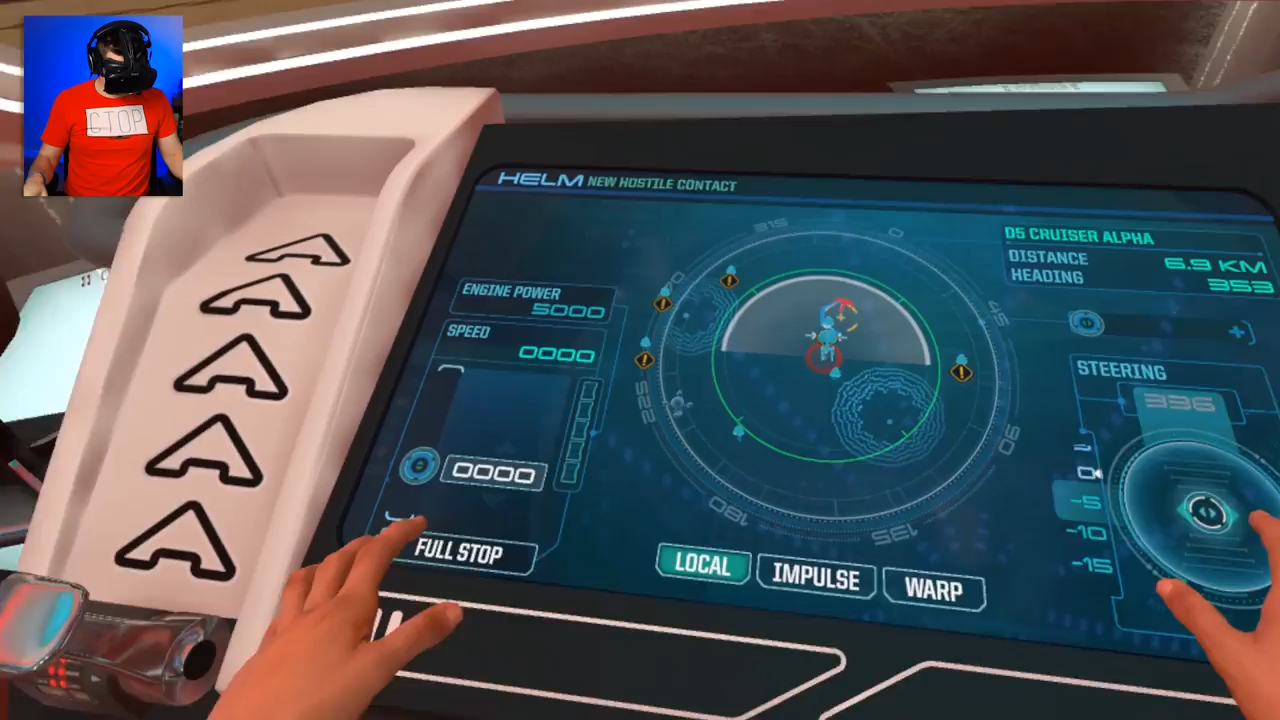 CTOP
HELM NEW HOSTILE CONTACT
D5 CRUISER ALPHA
DISTANCE 6.9 KM
HEADING 353
ENGINE POWER
5000
SPEED
0000
0000
FULL STOP
315
0
45
90
135
180
225
STEERING
336
0
-5
-10
-15
LOCAL
IMPULSE
WARP